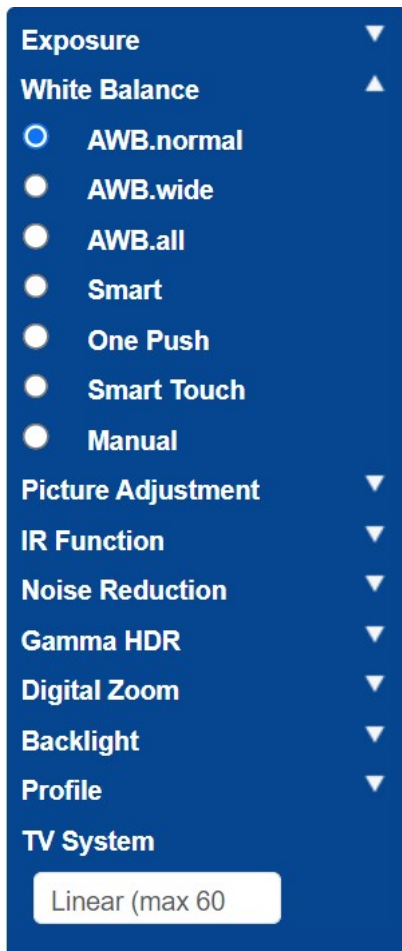 Exposure
White Balance
AWB.normal
AWB.wide
AWB.all
Smart
One Push
Smart Touch
Manual
Picture Adjustment
IR Function
Noise Reduction
Gamma HDR
Digital Zoom
Backlight
Profile
TV System
Linear (max 60